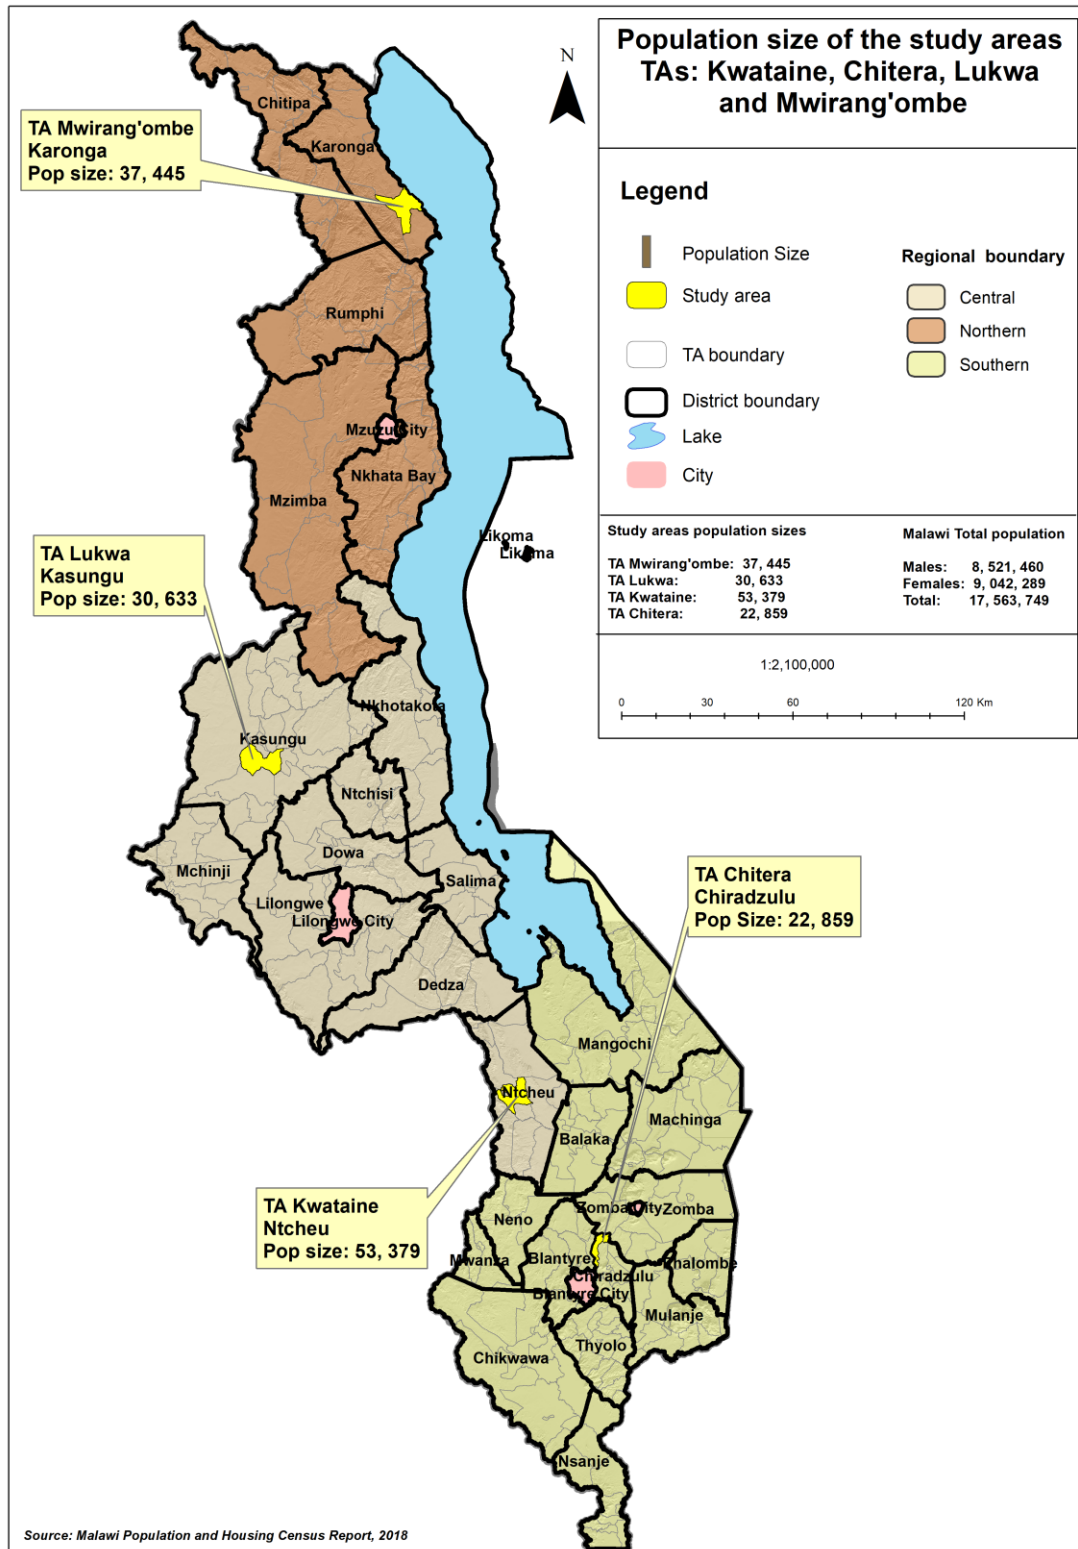 Population size of the study areas
TAs: Kwataine, Chitera, Lukwa
and Mwirang'ombe
N
Legend
Population Size
Study area
TA boundary
District boundary
Lake
City
Regional boundary
Central
Northern
Southern
Study areas population sizes
TA Mwirang'ombe: 37, 445
TA Lukwa: 30, 633
TA Kwataine: 53, 379
TA Chitera: 22, 859
Malawi Total population
Males: 8, 521, 460
Females: 9, 042, 289
Total: 17, 563, 749
1:2,100,000
0 30 60 120 Km
TA Mwirang'ombe
Karonga
Pop size: 37, 445
Chitipa
Karonga
Rumphi
Mzuzu City
Nkhata Bay
Mzimba
Likoma
Likoma
TA Lukwa
Kasungu
Pop size: 30, 633
Nkhotakota
Kasungu
Ntchisi
Dowa
Mchinji
Salima
Lilongwe
Lilongwe City
Dedza
TA Chitera
Chiradzulu
Pop Size: 22, 859
Mangochi
Ntcheu
Machinga
Balaka
TA Kwataine
Ntcheu
Pop size: 53, 379
Zomba City
Zomba
Neno
Mwanza
Blantyre
Phalombe
Chiradzulu
Blantyre City
Mulanje
Thyolo
Chikwawa
Nsanje
Source: Malawi Population and Housing Census Report, 2018